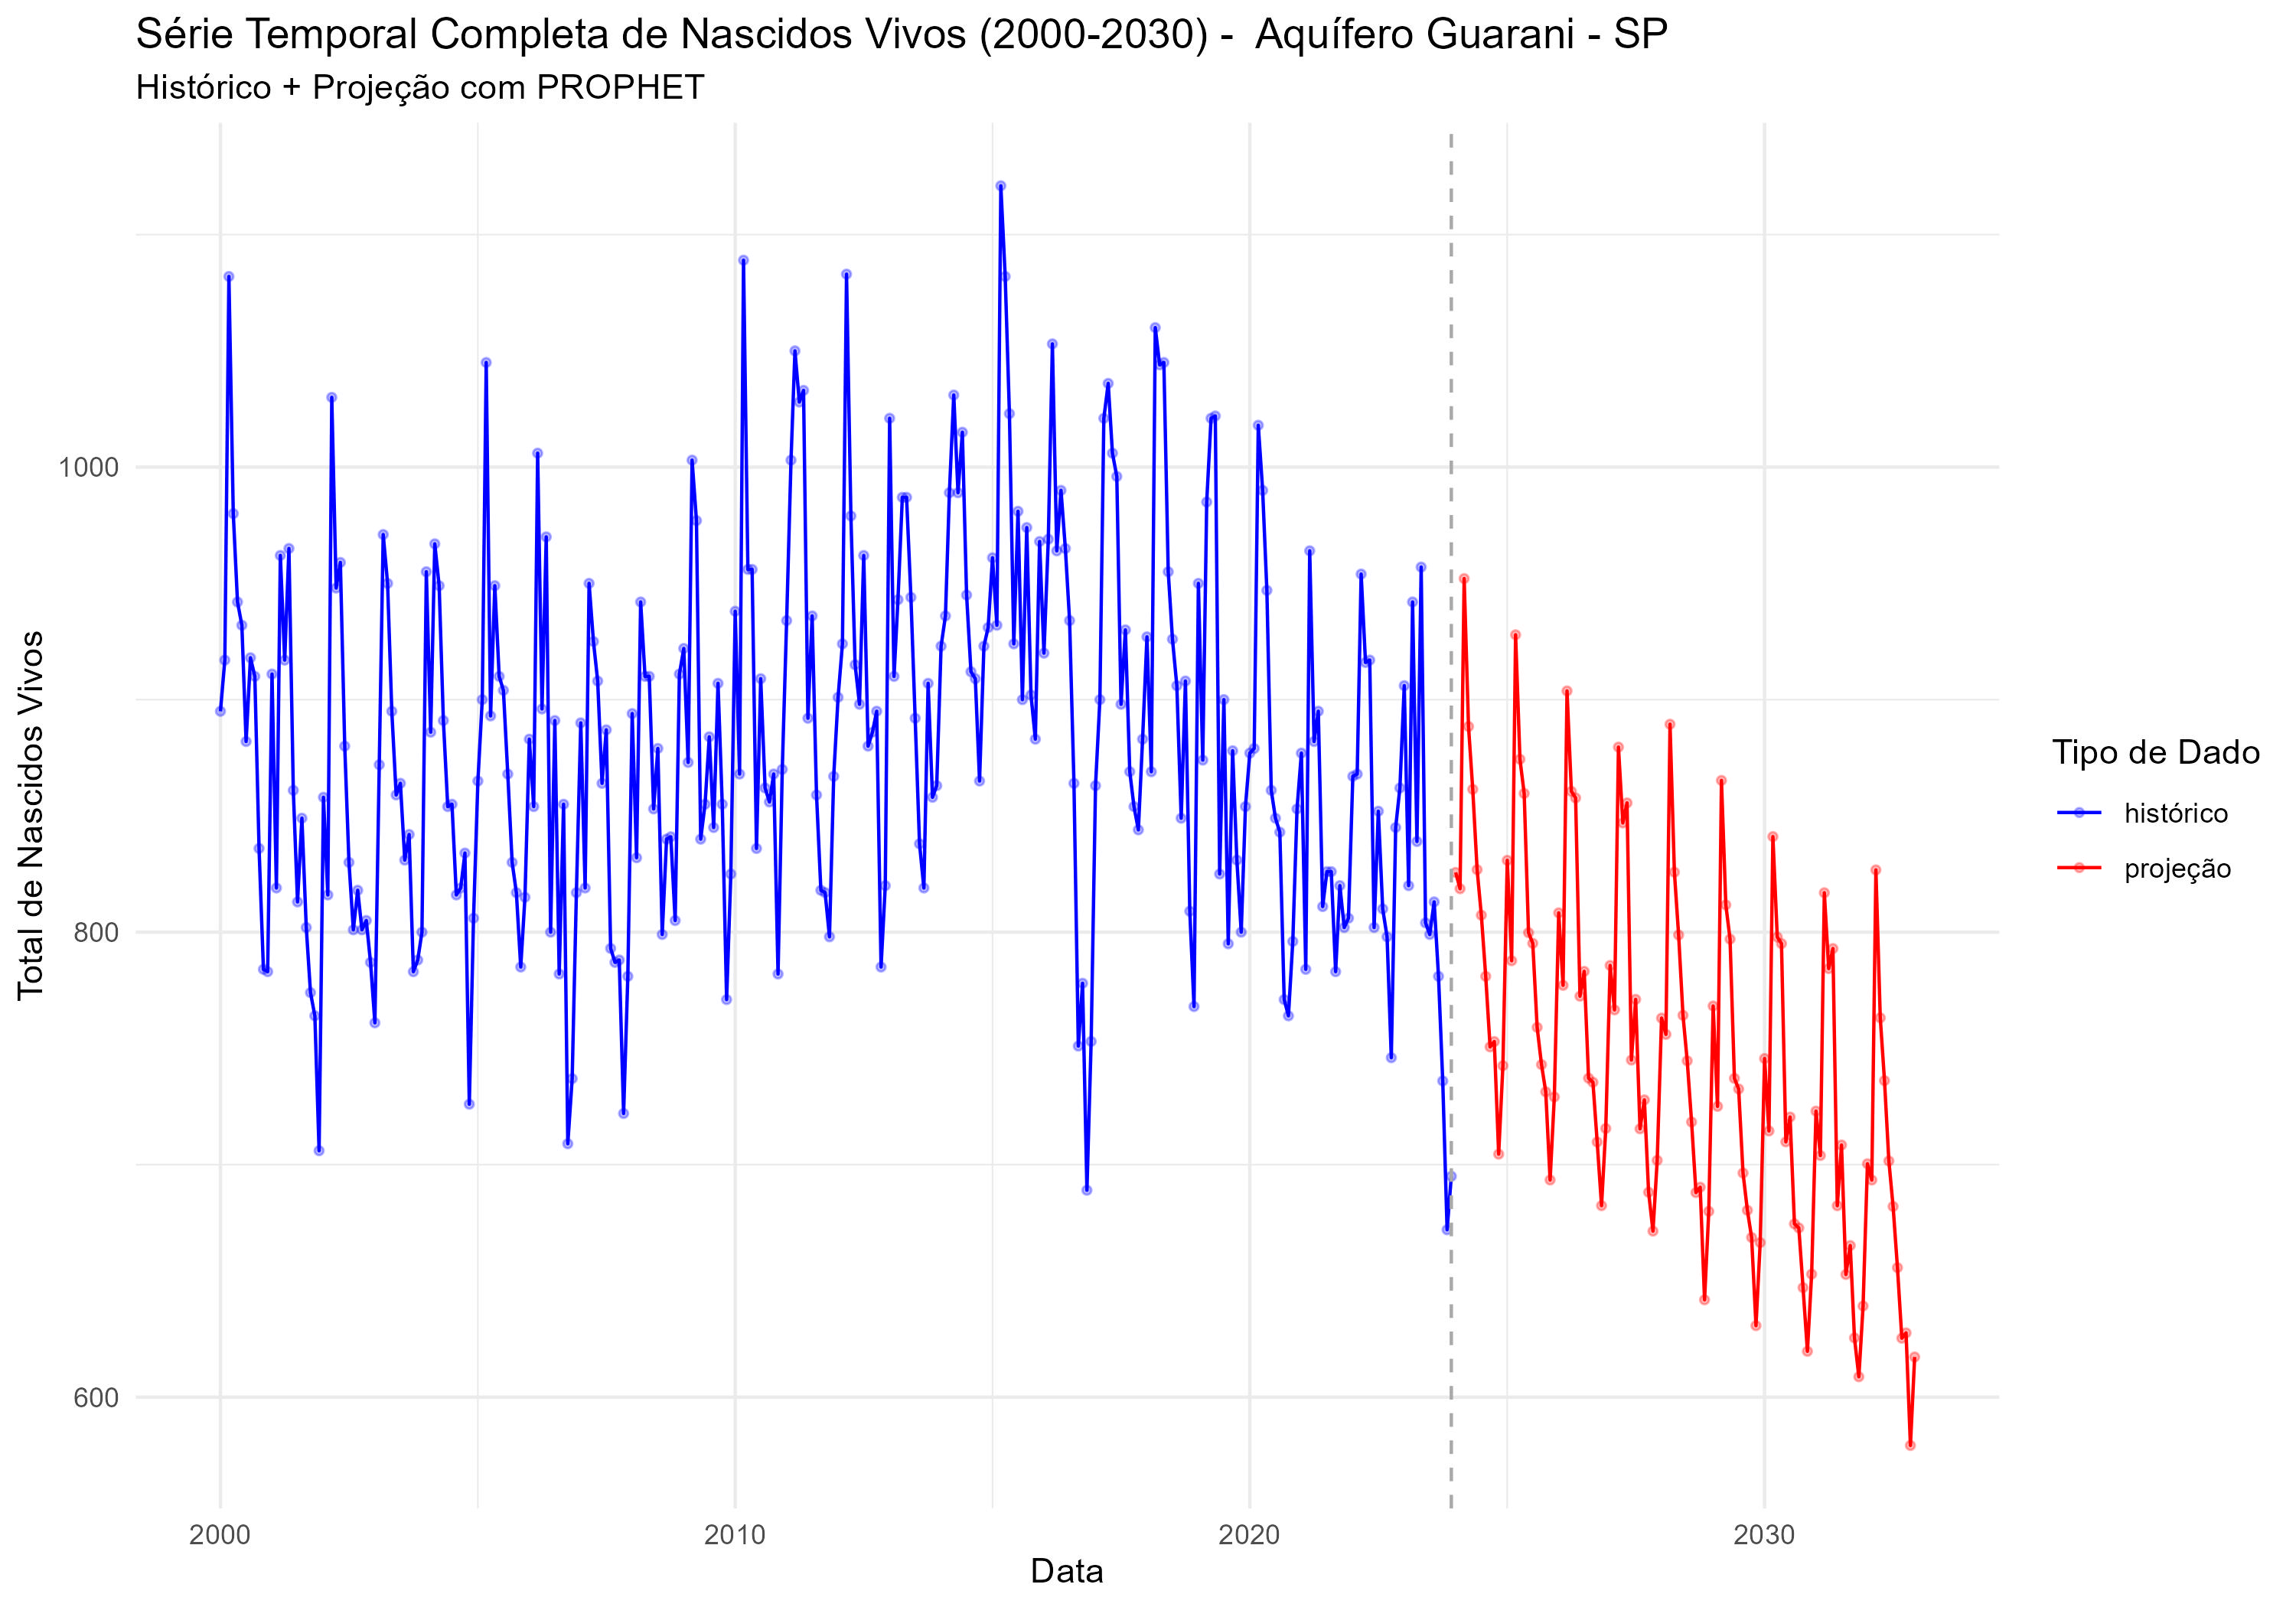 Série Temporal Completa de Nascidos Vivos (2000-2030) -  Aquífero Guarani - SP
Histórico + Projeção com PROPHET
Total de Nascidos Vivos
1000
800
600
2000
2010
2020
2030
Data
Tipo de Dado
histórico
projeção